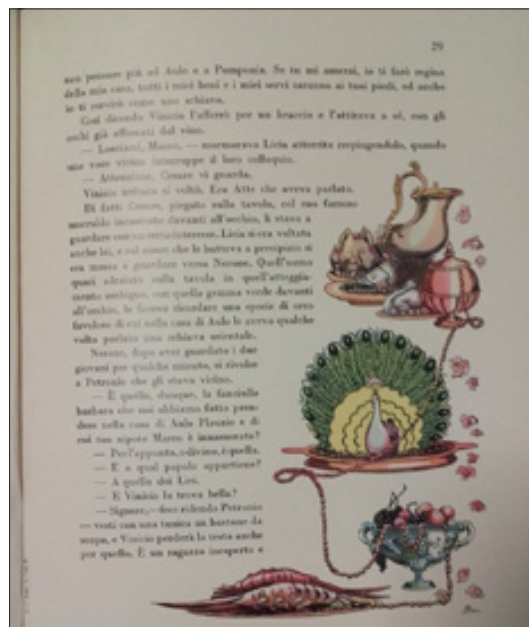 29
non pensare più ad Aulo e a Pomponia. Se tu mi amerai, io ti farò regina
della mia casa, tutti i miei beni e i miei servi saranno ai tuoi piedi, ed anche
io ti servirò come uno schiavo.
Così dicendo Vinicio l'afferrò per un braccio e l'attirava a sè, con gli
occhi già offuscati dal vino.
— Lasciami, Marco, — mormorava Licia atterrita respingendolo, quando
una voce vicino interruppe il loro colloquio.
— Attenzione, Cesare vi guarda.
Vinicio irritato si voltò. Era Atte che aveva parlato.
Di fatti Cesare, piegato sulla tavola, col suo famoso
smeraldo incastrato davanti all'occhio, li stava a
guardare con un certo interesse. Licia si era voltata
anche lei, e col cuore che le batteva a precipizio si
era messa a guardare verso Nerone. Quell'uomo
quasi sdraiato sulla tavola in quell'atteggia-
mento ambiguo, con quella gemma verde davanti
all'occhio, le faceva ricordare una specie di orco
favoloso di cui nella casa di Aulo le aveva qualche
volta parlato una schiava orientale.
Nerone, dopo aver guardato i due
giovani per qualche minuto, si rivolse
a Petronio che gli stava vicino.
— È quella, dunque, la fanciulla
barbara che noi abbiamo fatto pren-
dere nella casa di Aulo Plauzio e di
cui tuo nipote Marco è innamorato?
— Per l'appunto, o divino, è quella.
— E a qual popolo appartiene?
— A quello dei Lici.
— E Vinicio la trova bella?
— Signore, — fece ridendo Petronio
— vesti con una tunica un bastone da
scopa, e Vinicio perderà la testa anche
per quello. È un ragazzo inesperto e